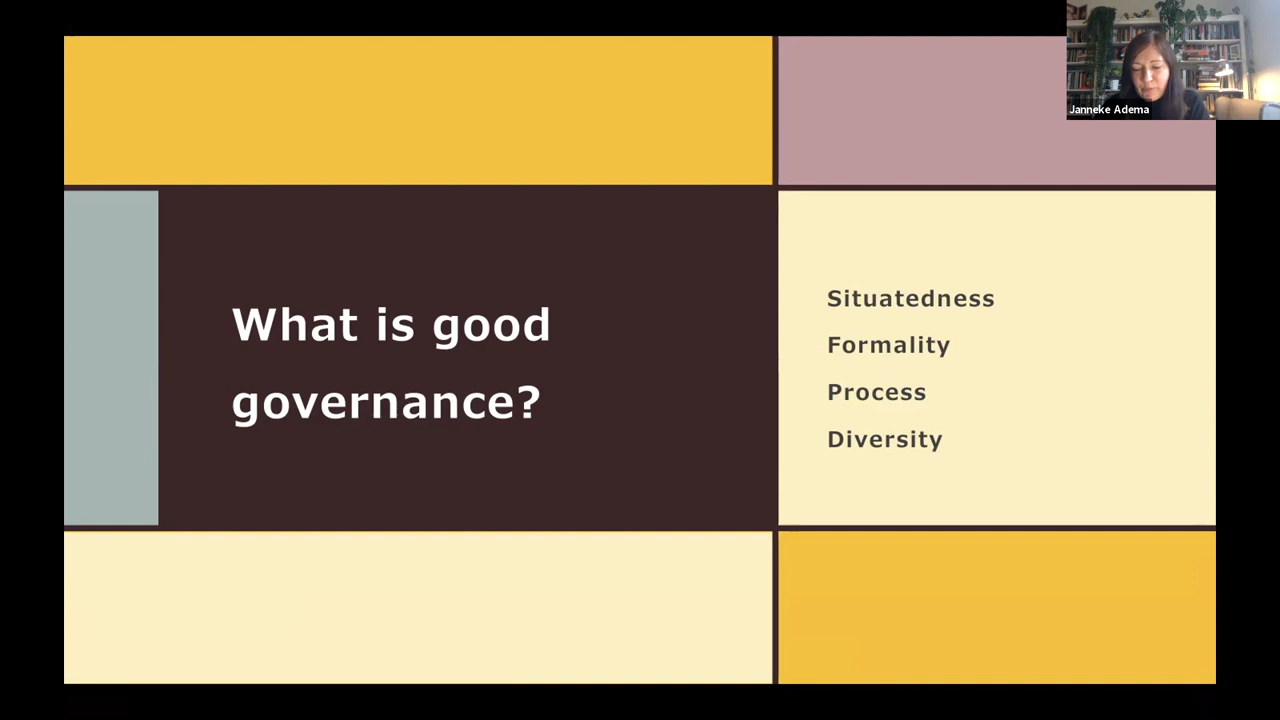 Janneke Adema
What is good
governance?
Situatedness
Formality
Process
Diversity